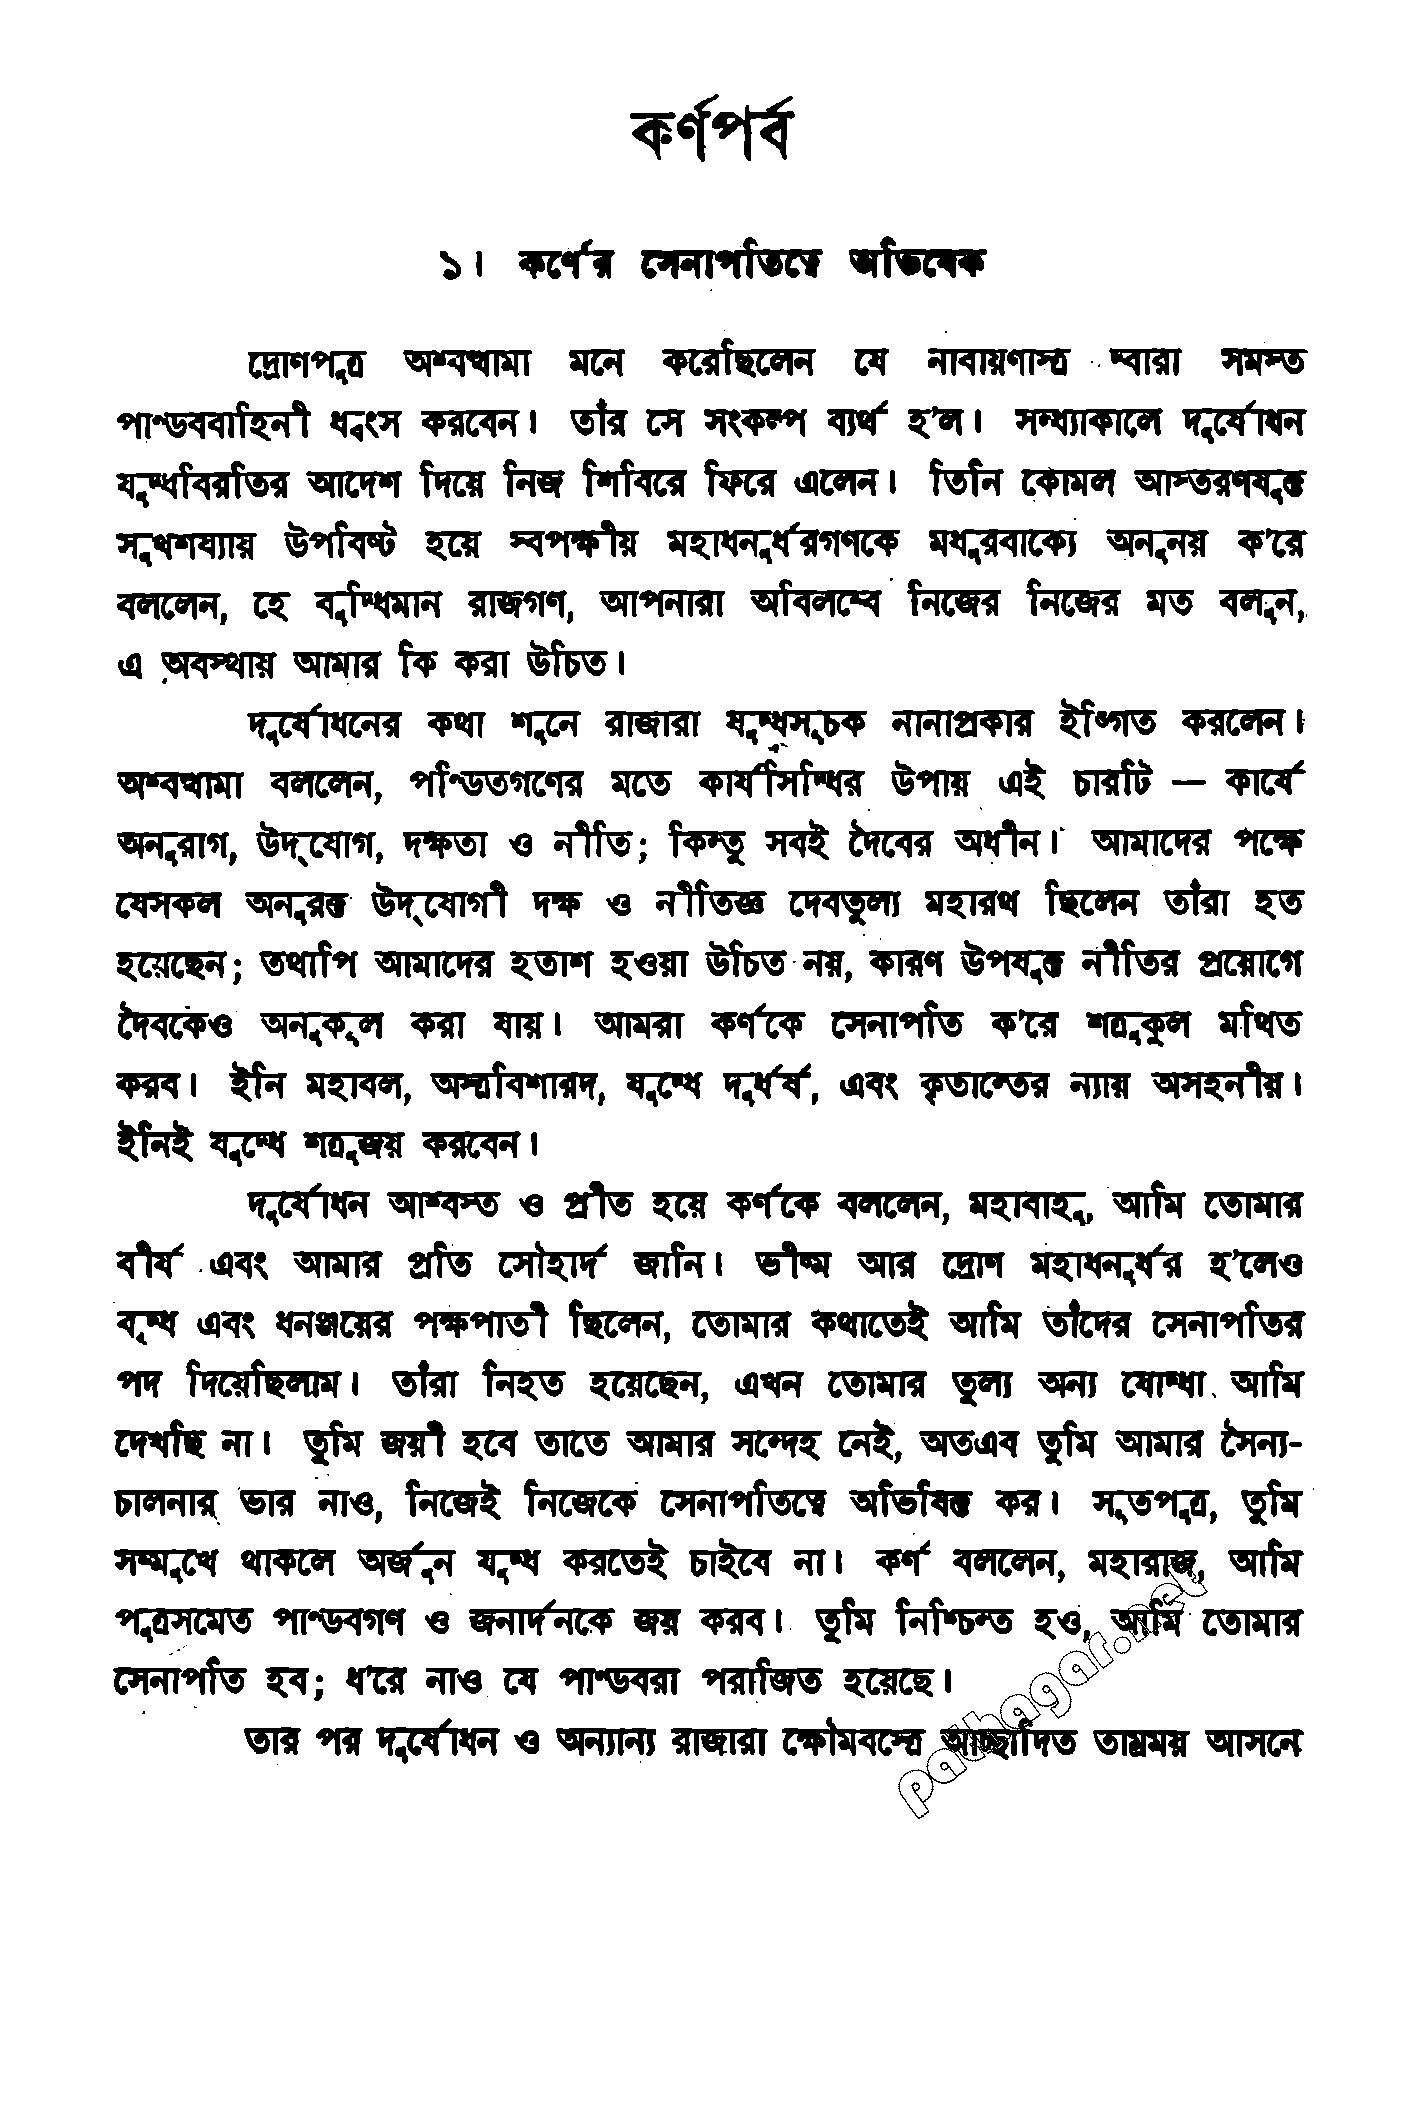 কর্ণপর্ব
১। কর্ণের সেনাপতিত্বে অভিষেক
দ্রোণপুত্র অশ্বত্থামা মনে করেছিলেন যে নারায়ণাস্ত্র দ্বারা সমস্ত
পাণ্ডববাহিনী ধ্বংস করবেন। তাঁর সে সংকল্প ব্যর্থ হ’ল। সন্ধ্যাকালে দুর্যোধন
যুদ্ধবিরতির আদেশ দিয়ে নিজ শিবিরে ফিরে এলেন। তিনি কোমল আস্তরণযুক্ত
সুখশয্যায় উপবিষ্ট হয়ে স্বপক্ষীয় মহাধনুর্ধরগণকে মধুরবাক্যে অনুনয় ক’রে
বললেন, হে বুদ্ধিমান রাজগণ, আপনারা অবিলম্বে নিজের নিজের মত বলুন,
এ অবস্থায় আমার কি করা উচিত।
দুর্যোধনের কথা শুনে রাজারা যুদ্ধসূচক নানাপ্রকার ইঙ্গিত করলেন।
অশ্বত্থামা বললেন, পণ্ডিতগণের মতে কার্যসিদ্ধির উপায় এই চারটি — কার্যে
অনুরাগ, উদ্‌যোগ, দক্ষতা ও নীতি; কিন্তু সবই দৈবের অধীন। আমাদের পক্ষে
যেসকল অনুরক্ত উদ্‌যোগী দক্ষ ও নীতিজ্ঞ দেবতুল্য মহারথ ছিলেন তাঁরা হত
হয়েছেন; তথাপি আমাদের হতাশ হওয়া উচিত নয়, কারণ উপযুক্ত নীতির প্রয়োগে
দৈবকেও অনুকূল করা যায়। আমরা কর্ণকে সেনাপতি ক’রে শত্রুকুল মথিত
করব। ইনি মহাবল, অস্ত্রবিশারদ, যুদ্ধে দুর্ধর্ষ, এবং কৃতান্তের ন্যায় অসহনীয়।
ইনিই যুদ্ধে শত্রুজয় করবেন।
দুর্যোধন আশ্বস্ত ও প্রীত হয়ে কর্ণকে বললেন, মহাবাহু, আমি তোমার
বীর্য এবং আমার প্রতি সৌহার্দ জানি। ভীষ্ম আর দ্রোণ মহাধনুর্ধর হ’লেও
বৃদ্ধ এবং ধনঞ্জয়ের পক্ষপাতী ছিলেন, তোমার কথাতেই আমি তাঁদের সেনাপতির
পদ দিয়েছিলাম। তাঁরা নিহত হয়েছেন, এখন তোমার তুল্য অন্য যোদ্ধা আমি
দেখছি না। তুমি জয়ী হবে তাতে আমার সন্দেহ নেই, অতএব তুমি আমার সৈন্য-
চালনার ভার নাও, নিজেই নিজেকে সেনাপতিত্বে অভিষিক্ত কর। সূতপুত্র, তুমি
সম্মুখে থাকলে অর্জুন যুদ্ধ করতেই চাইবে না। কর্ণ বললেন, মহারাজ, আমি
পুত্রসমেত পাণ্ডবগণ ও জনার্দনকে জয় করব। তুমি নিশ্চিন্ত হও, আমি তোমার
সেনাপতি হব; ধ’রে নাও যে পাণ্ডবরা পরাজিত হয়েছে।
তার পর দুর্যোধন ও অন্যান্য রাজারা ক্ষৌমবস্ত্রে আচ্ছাদিত তাম্রময় আসনে
pathagar.net